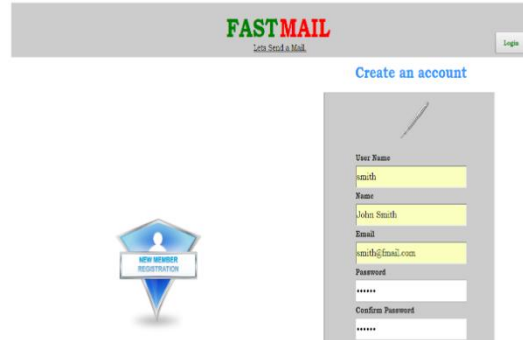 FASTMAIL
Lets Send a Mail.
Login
Create an account
User Name
smith
Name
John Smith
Email
smith@fmail.com
Password
••••••
Confirm Password
••••••
NEW MEMBER
REGISTRATION